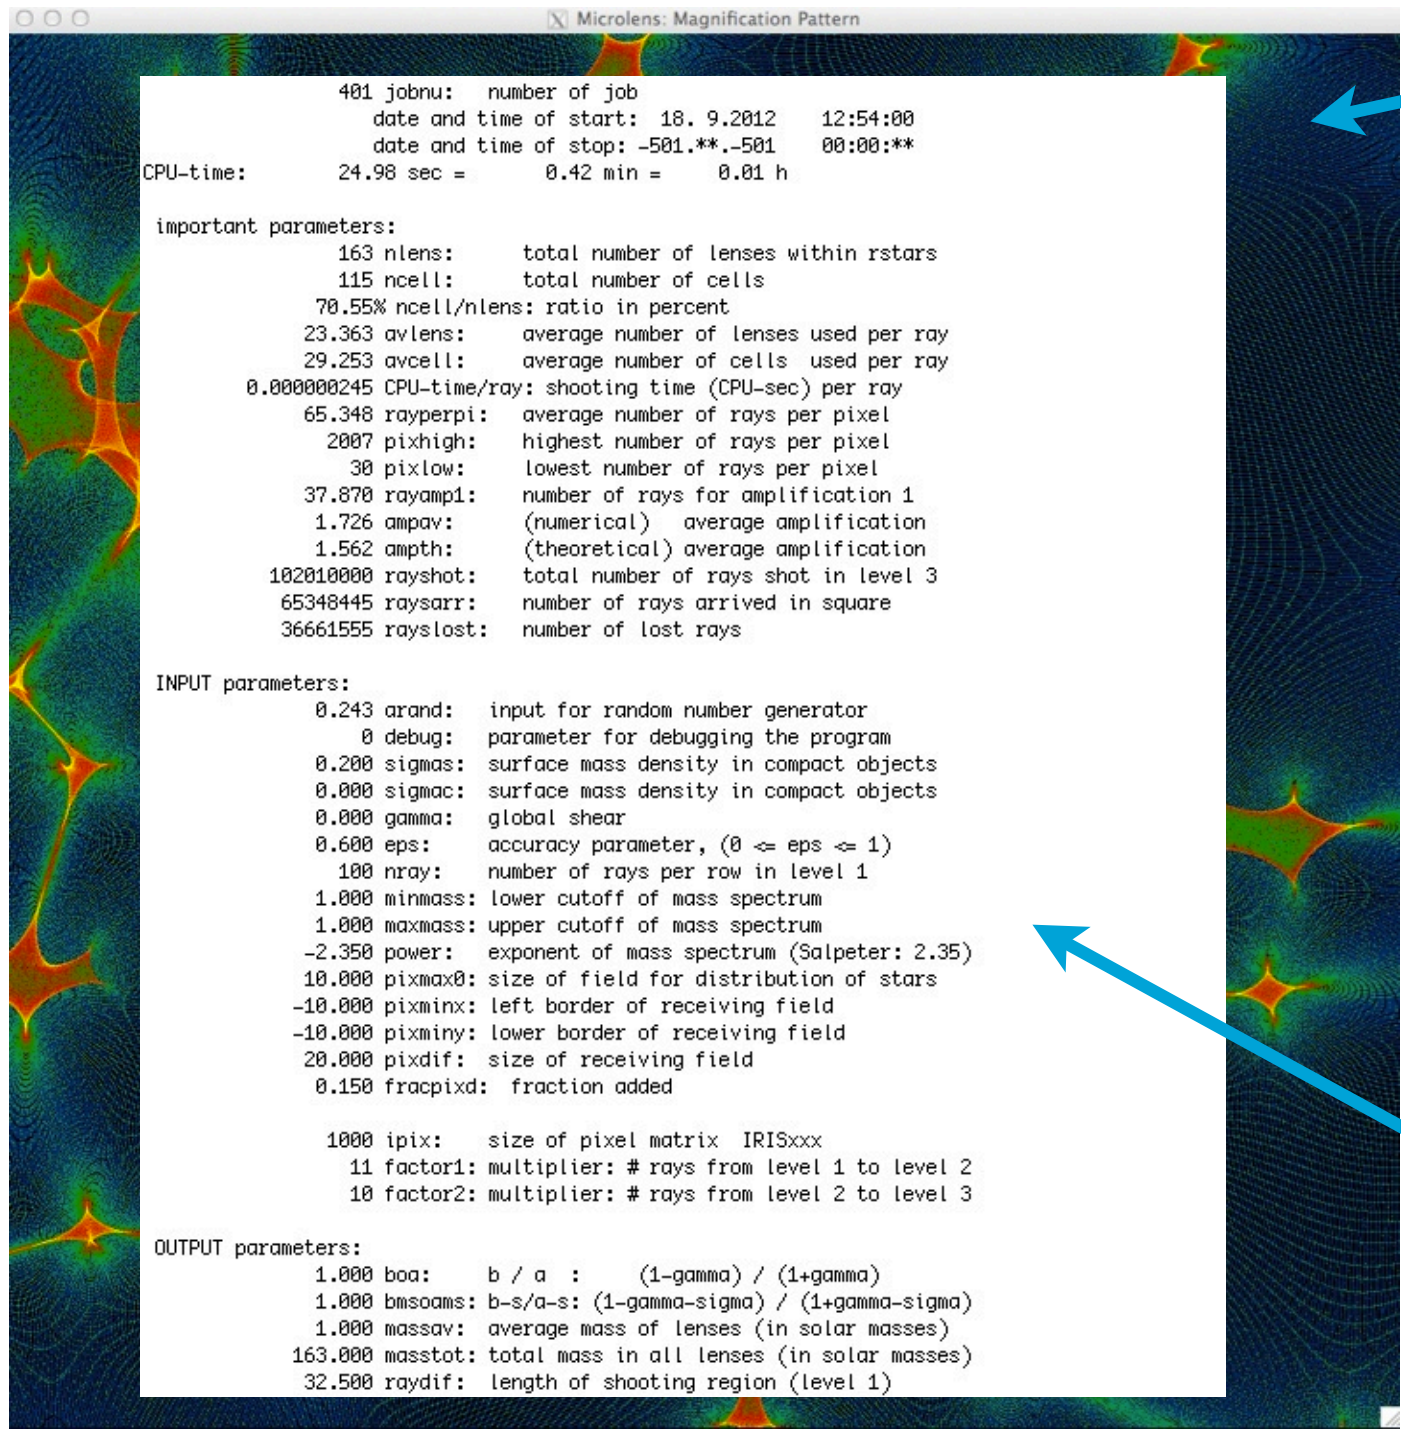 Microlens: Magnification Pattern
401 jobnu: number of job
date and time of start: 18. 9.2012 12:54:00
date and time of stop: -501.**.-501 00:00:**
CPU-time: 24.98 sec = 0.42 min = 0.01 h
important parameters:
163 nlens: total number of lenses within rstars
115 ncell: total number of cells
70.55% ncell/nlens: ratio in percent
23.363 avlens: average number of lenses used per ray
29.253 avcell: average number of cells used per ray
0.000000245 CPU-time/ray: shooting time (CPU-sec) per ray
65.348 rayperpi: average number of rays per pixel
2007 pixhigh: highest number of rays per pixel
30 pixlow: lowest number of rays per pixel
37.870 rayamp1: number of rays for amplification 1
1.726 ampav: (numerical) average amplification
1.562 ampth: (theoretical) average amplification
102010000 rayshot: total number of rays shot in level 3
65348445 raysarr: number of rays arrived in square
36661555 rayslost: number of lost rays
INPUT parameters:
0.243 arand: input for random number generator
0 debug: parameter for debugging the program
0.200 sigmas: surface mass density in compact objects
0.000 sigmac: surface mass density in compact objects
0.000 gamma: global shear
0.600 eps: accuracy parameter, (0 <= eps <= 1)
100 nray: number of rays per row in level 1
1.000 minmass: lower cutoff of mass spectrum
1.000 maxmass: upper cutoff of mass spectrum
-2.350 power: exponent of mass spectrum (Salpeter: 2.35)
10.000 pixmax0: size of field for distribution of stars
-10.000 pixminx: left border of receiving field
-10.000 pixminy: lower border of receiving field
20.000 pixdif: size of receiving field
0.150 fracpixd: fraction added
1000 ipix: size of pixel matrix IRISxxx
11 factor1: multiplier: # rays from level 1 to level 2
10 factor2: multiplier: # rays from level 2 to level 3
OUTPUT parameters:
1.000 boa: b / a : (1-gamma) / (1+gamma)
1.000 bmsoams: b-s/a-s: (1-gamma-sigma) / (1+gamma-sigma)
1.000 massav: average mass of lenses (in solar masses)
163.000 masstot: total mass in all lenses (in solar masses)
32.500 raydif: length of shooting region (level 1)